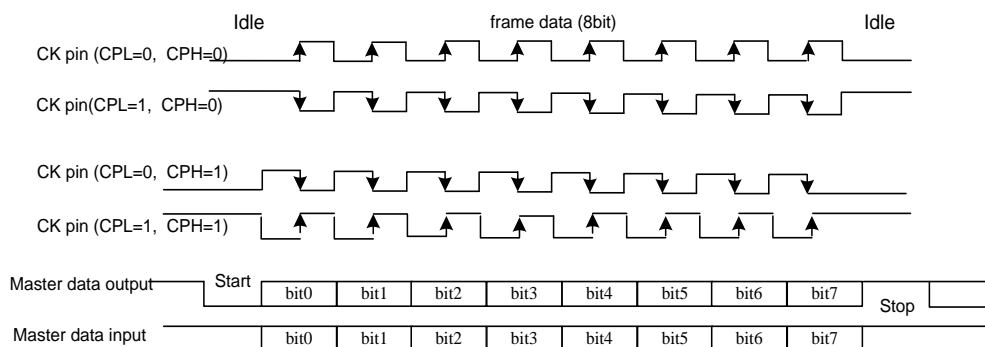 Idle frame data (8bit) Idle
CK pin (CPL=0, CPH=0)
CK pin(CPL=1, CPH=0)
CK pin (CPL=0, CPH=1)
CK pin (CPL=1, CPH=1)
Master data output Start bit0 bit1 bit2 bit3 bit4 bit5 bit6 bit7 Stop
Master data input bit0 bit1 bit2 bit3 bit4 bit5 bit6 bit7